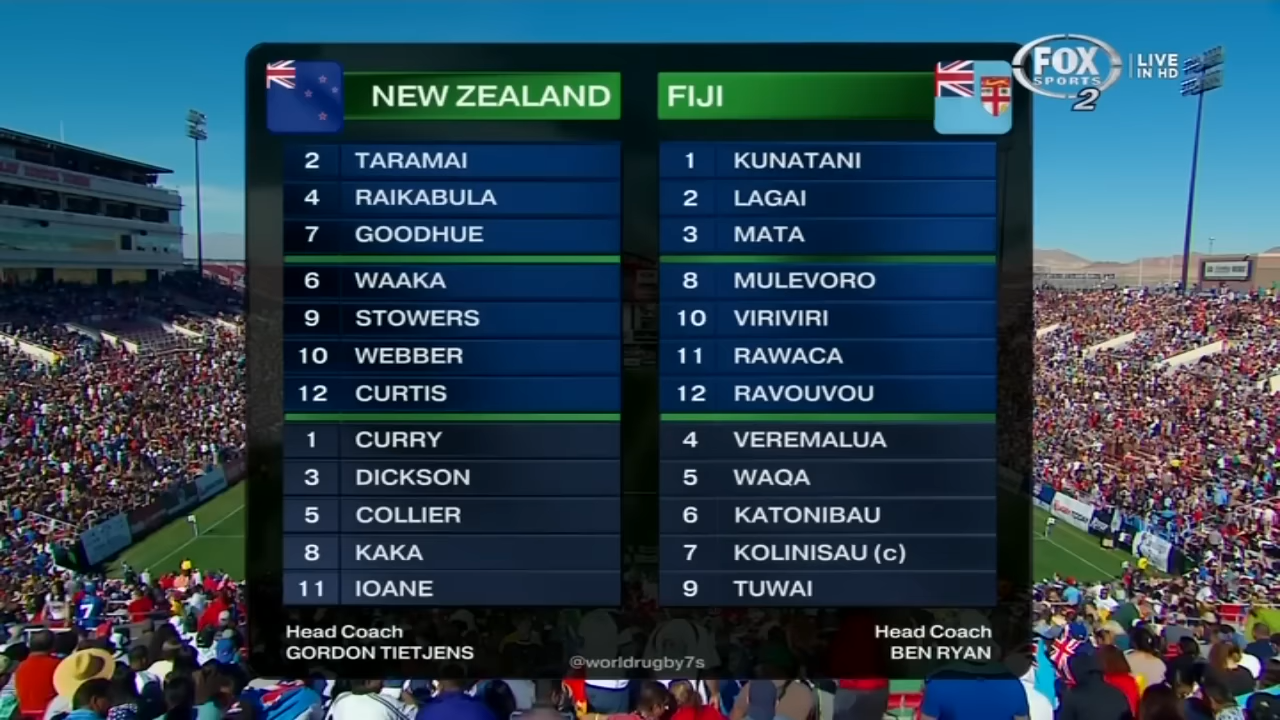 FOX
SPORTS
2
LIVE
IN HD
NEW ZEALAND
2 TARAMAI
4 RAIKABULA
7 GOODHUE
6 WAAKA
9 STOWERS
10 WEBBER
12 CURTIS
1 CURRY
3 DICKSON
5 COLLIER
8 KAKA
11 IOANE
Head Coach
GORDON TIETJENS
FIJI
1 KUNATANI
2 LAGAI
3 MATA
8 MULEVORO
10 VIRIVIRI
11 RAWACA
12 RAVOUVOU
4 VEREMALUA
5 WAQA
6 KATONIBAU
7 KOLINISAU (c)
9 TUWAI
Head Coach
BEN RYAN
@worldrugby7s
7